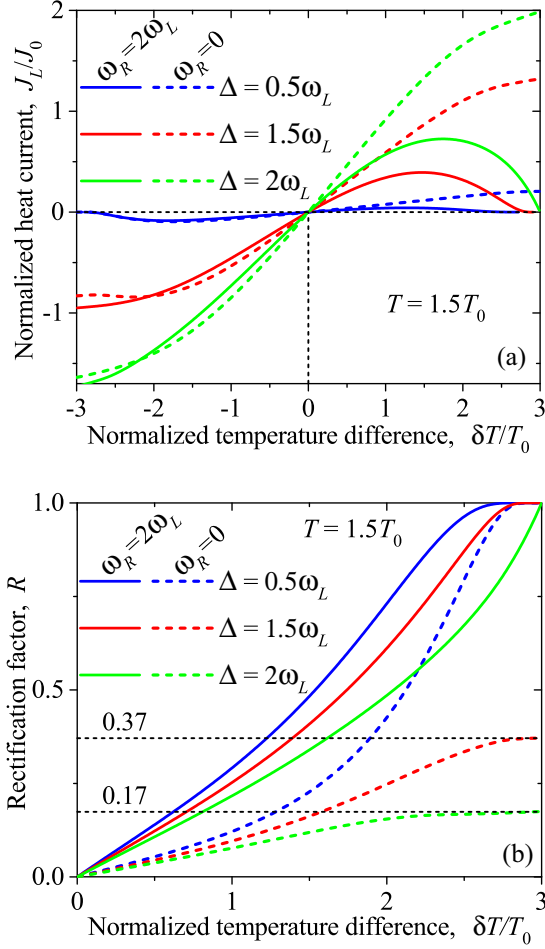 2
1
0
-1
-3
-2
-1
0
1
2
3
Normalized heat current, J_L/J_0
ω_R=2ω_L
ω_R=0
Δ = 0.5ω_L
Δ = 1.5ω_L
Δ = 2ω_L
T = 1.5T_0
(a)
Normalized temperature difference, δT/T_0
1.0
0.5
0.0
0
1
2
3
Rectification factor, R
ω_R=2ω_L
ω_R=0
T = 1.5T_0
Δ = 0.5ω_L
Δ = 1.5ω_L
Δ = 2ω_L
0.37
0.17
(b)
Normalized temperature difference, δT/T_0